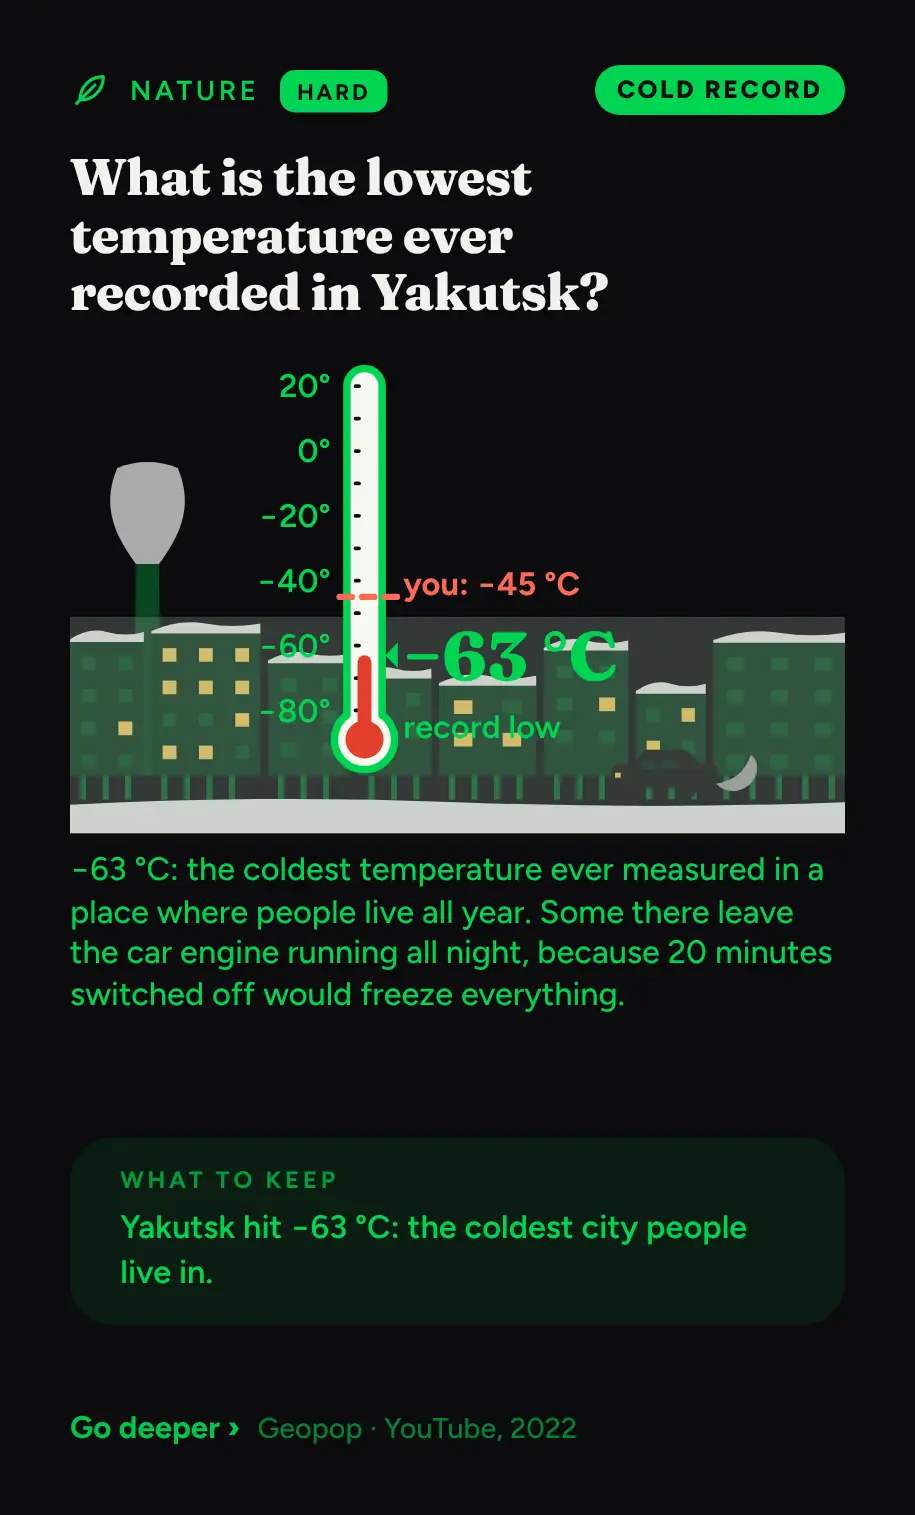 NATURE HARD COLD RECORD
What is the lowest
temperature ever
recorded in Yakutsk?
20°
0°
−20°
−40°
you: −45 °C
−60°
−63 °C
−80°
record low
−63 °C: the coldest temperature ever measured in a
place where people live all year. Some there leave
the car engine running all night, because 20 minutes
switched off would freeze everything.
WHAT TO KEEP
Yakutsk hit −63 °C: the coldest city people
live in.
Go deeper › Geopop · YouTube, 2022